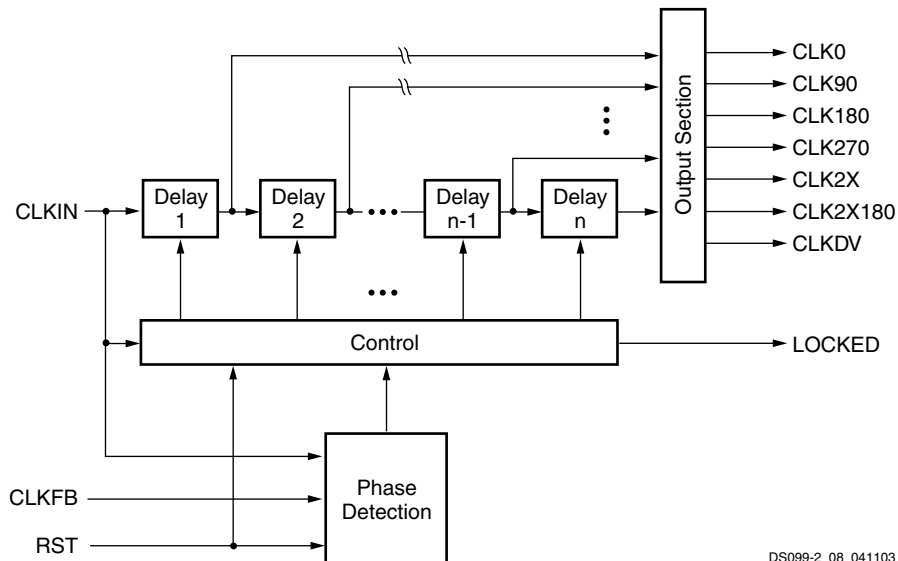 CLK0
CLK90
CLK180
CLK270
CLK2X
CLK2X180
CLKDV
Output Section
CLKIN
Delay
1
Delay
2
Delay
n-1
Delay
n
Control
LOCKED
CLKFB
RST
Phase
Detection
DS099-2_08_041103